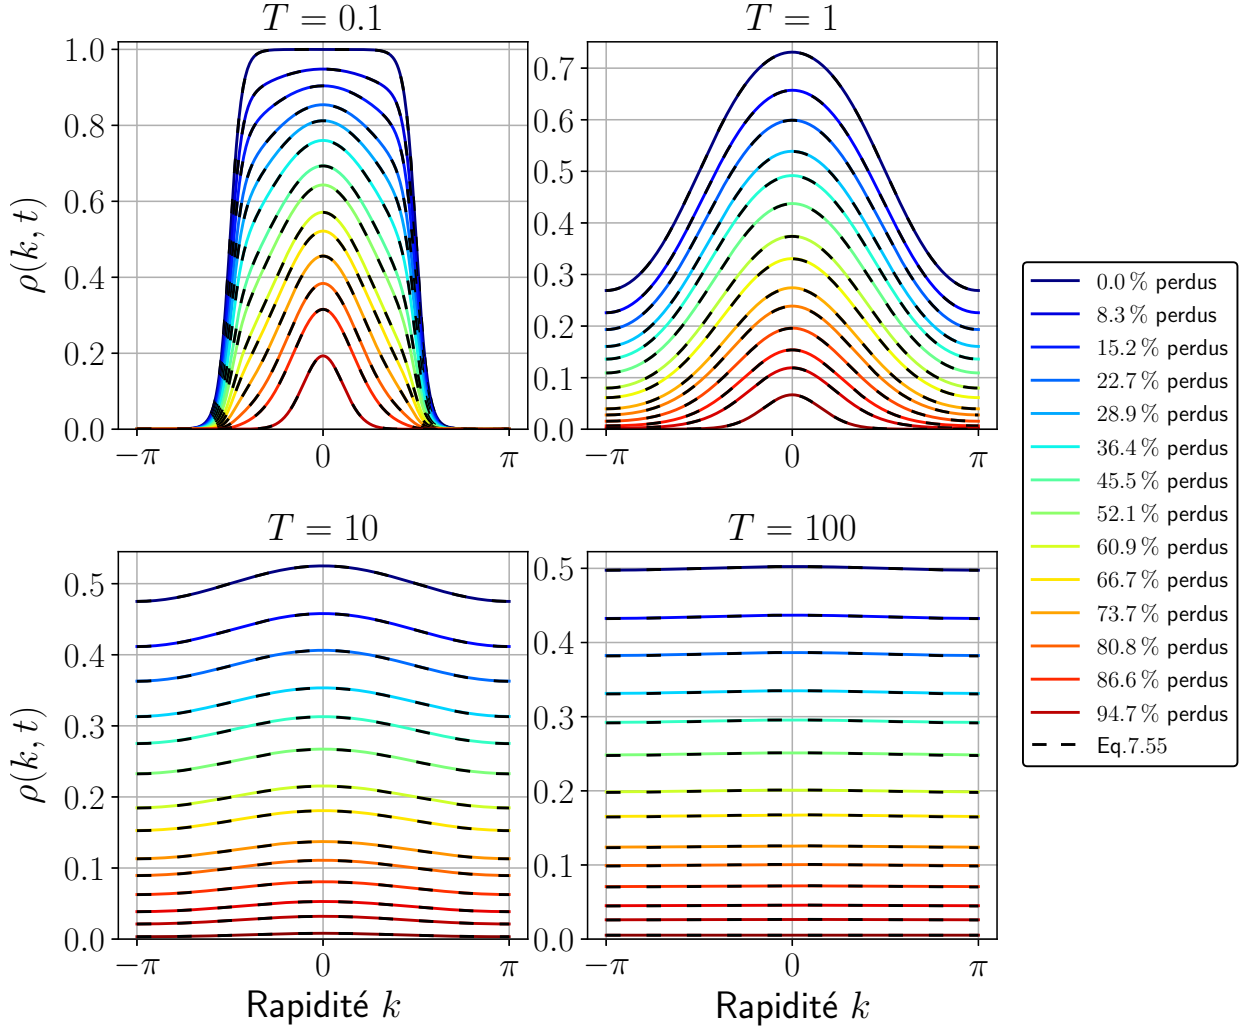 T = 0.1
T = 1
1.0
0.8
0.6
0.4
0.2
0.0
ρ(k, t)
−π
0
π
0.7
0.6
0.5
0.4
0.3
0.2
0.1
0.0
−π
0
π
T = 10
T = 100
0.5
0.4
0.3
0.2
0.1
0.0
ρ(k, t)
−π
0
π
Rapidité k
0.5
0.4
0.3
0.2
0.1
0.0
−π
0
π
Rapidité k
0.0 % perdus
8.3 % perdus
15.2 % perdus
22.7 % perdus
28.9 % perdus
36.4 % perdus
45.5 % perdus
52.1 % perdus
60.9 % perdus
66.7 % perdus
73.7 % perdus
80.8 % perdus
86.6 % perdus
94.7 % perdus
Eq.7.55